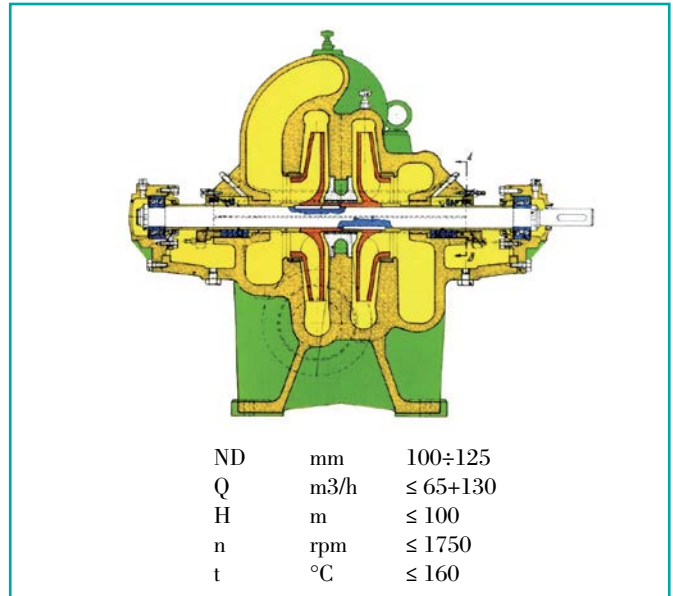 A
B
ND mm 100÷125
Q m3/h ≤ 65+130
H m ≤ 100
n rpm ≤ 1750
t °C ≤ 160